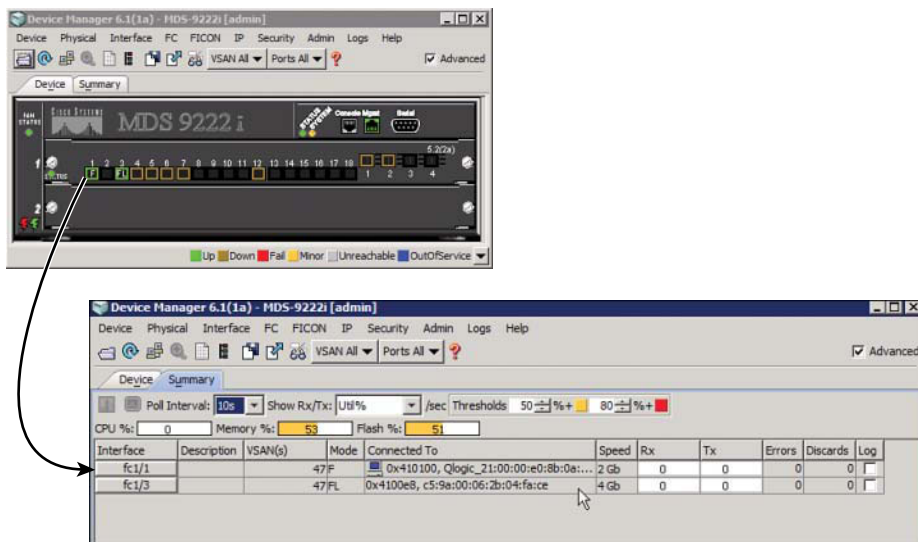 Device Manager 6.1(1a) - MDS-9222i [admin]
Device Physical Interface FC FICON IP Security Admin Logs Help
VSAN All Ports All ? Advanced
Device Summary
FAN STATUS
CISCO SYSTEMS
MDS 9222 i
STATUS
SYSTEM
Console Mgmt Serial
5.2(2a)
1 2 3 4 5 6 7 8 9 10 11 12 13 14 15 16 17 18
1 STATUS F FL 1 2 3 4
2
Up Down Fail Minor Unreachable OutOfService
Device Manager 6.1(1a) - MDS-9222i [admin]
Device Physical Interface FC FICON IP Security Admin Logs Help
VSAN All Ports All ? Advanced
Device Summary
Poll Interval: 10s Show Rx/Tx: Util% /sec Thresholds 50 %+ 80 %+
CPU %: 0 Memory %: 53 Flash %: 51
Interface Description VSAN(s) Mode Connected To Speed Rx Tx Errors Discards Log
fc1/1 47 F 0x410100, Qlogic_21:00:00:e0:8b:0a:... 2 Gb 0 0 0 0
fc1/3 47 FL 0x4100e8, c5:9a:00:06:2b:04:fa:ce 4 Gb 0 0 0 0